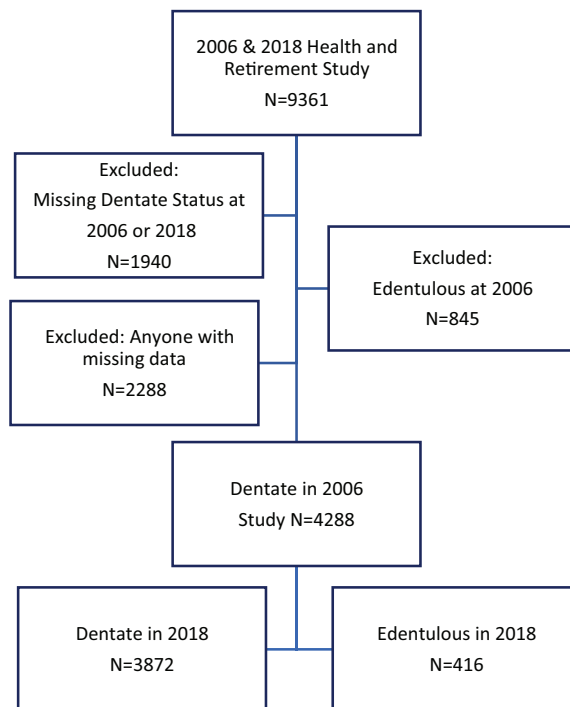 2006 & 2018 Health and
Retirement Study
N=9361
Excluded:
Missing Dentate Status at
2006 or 2018
N=1940
Excluded:
Edentulous at 2006
N=845
Excluded: Anyone with
missing data
N=2288
Dentate in 2006
Study N=4288
Dentate in 2018
N=3872
Edentulous in 2018
N=416